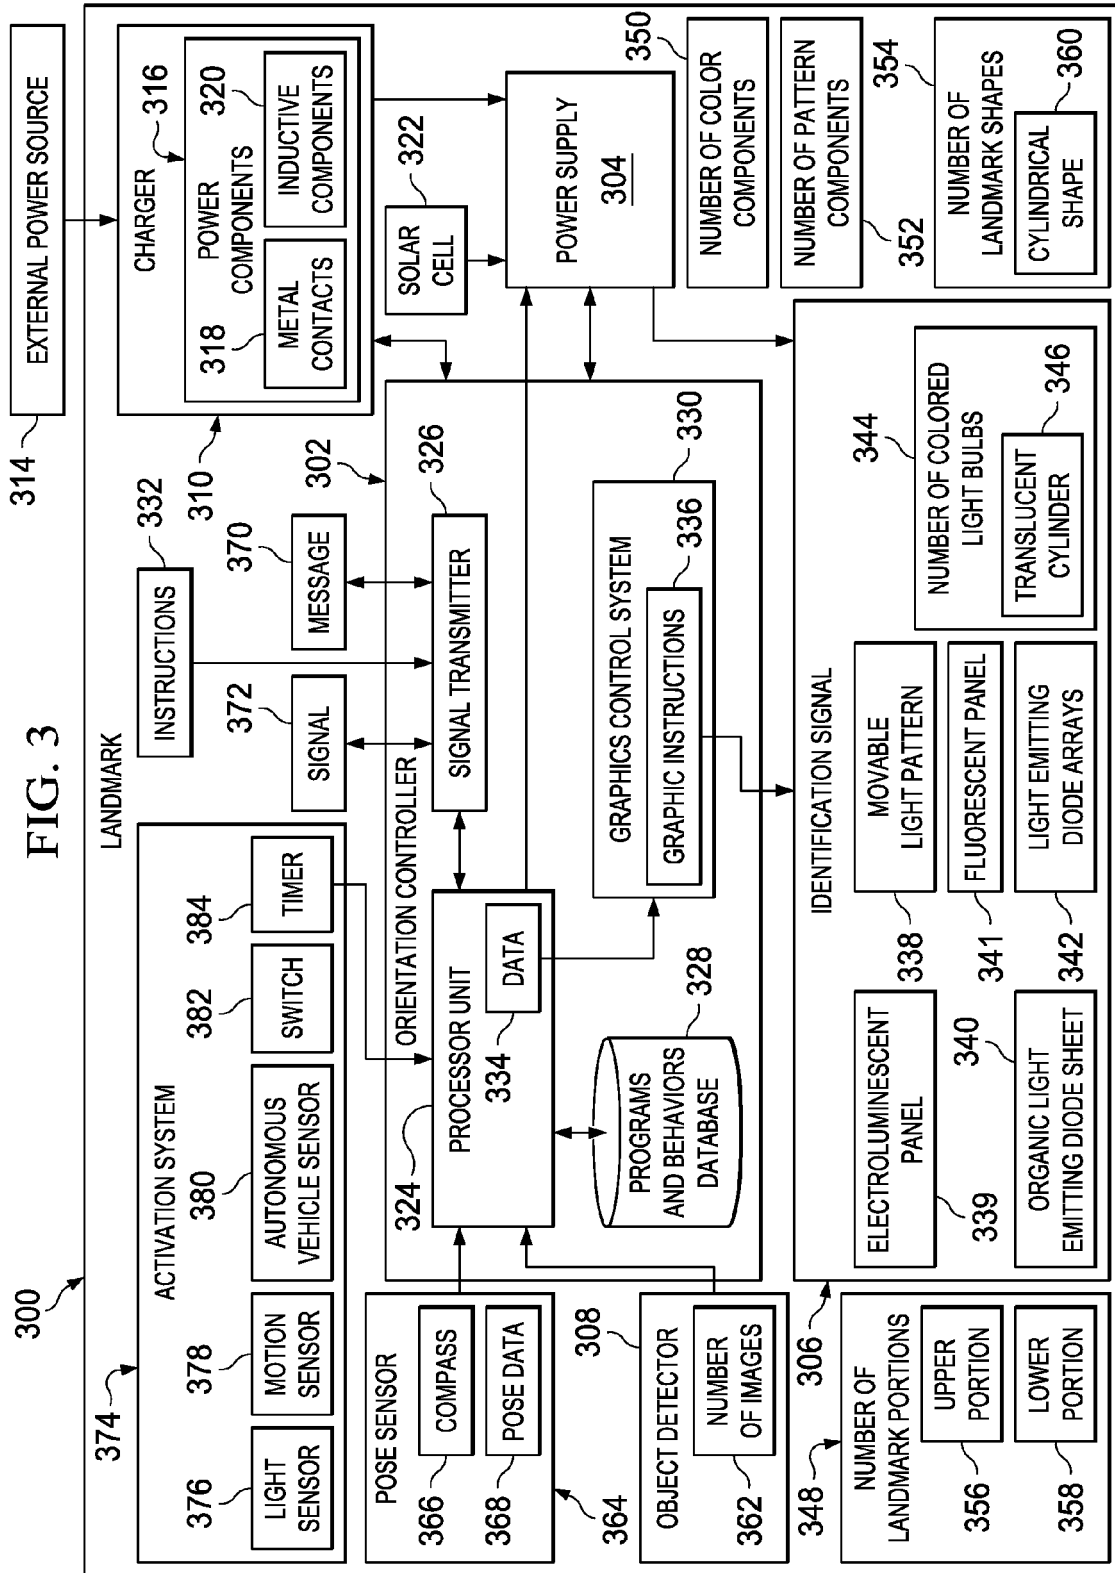 FIG. 3
300
LANDMARK
374
ACTIVATION SYSTEM
376
378
380
382
384
LIGHT
SENSOR
MOTION
SENSOR
AUTONOMOUS
VEHICLE SENSOR
SWITCH
TIMER
332
INSTRUCTIONS
314
EXTERNAL POWER SOURCE
310
CHARGER
316
POWER
COMPONENTS
318
320
METAL
CONTACTS
INDUCTIVE
COMPONENTS
372
SIGNAL
370
MESSAGE
302
322
SOLAR
CELL
POSE SENSOR
366
COMPASS
368
POSE DATA
364
ORIENTATION CONTROLLER
324
PROCESSOR UNIT
334
DATA
326
SIGNAL TRANSMITTER
POWER SUPPLY
304
308
OBJECT DETECTOR
362
NUMBER
OF IMAGES
328
PROGRAMS
AND BEHAVIORS
DATABASE
330
GRAPHICS CONTROL SYSTEM
336
GRAPHIC INSTRUCTIONS
350
NUMBER OF COLOR
COMPONENTS
NUMBER OF PATTERN
COMPONENTS
352
348
NUMBER OF
LANDMARK PORTIONS
356
UPPER
PORTION
358
LOWER
PORTION
306
IDENTIFICATION SIGNAL
ELECTROLUMINESCENT
PANEL
339
338
MOVABLE
LIGHT PATTERN
341
FLUORESCENT PANEL
340
ORGANIC LIGHT
EMITTING DIODE SHEET
342
LIGHT EMITTING
DIODE ARRAYS
344
NUMBER OF COLORED
LIGHT BULBS
346
TRANSLUCENT
CYLINDER
354
NUMBER OF
LANDMARK SHAPES
360
CYLINDRICAL
SHAPE